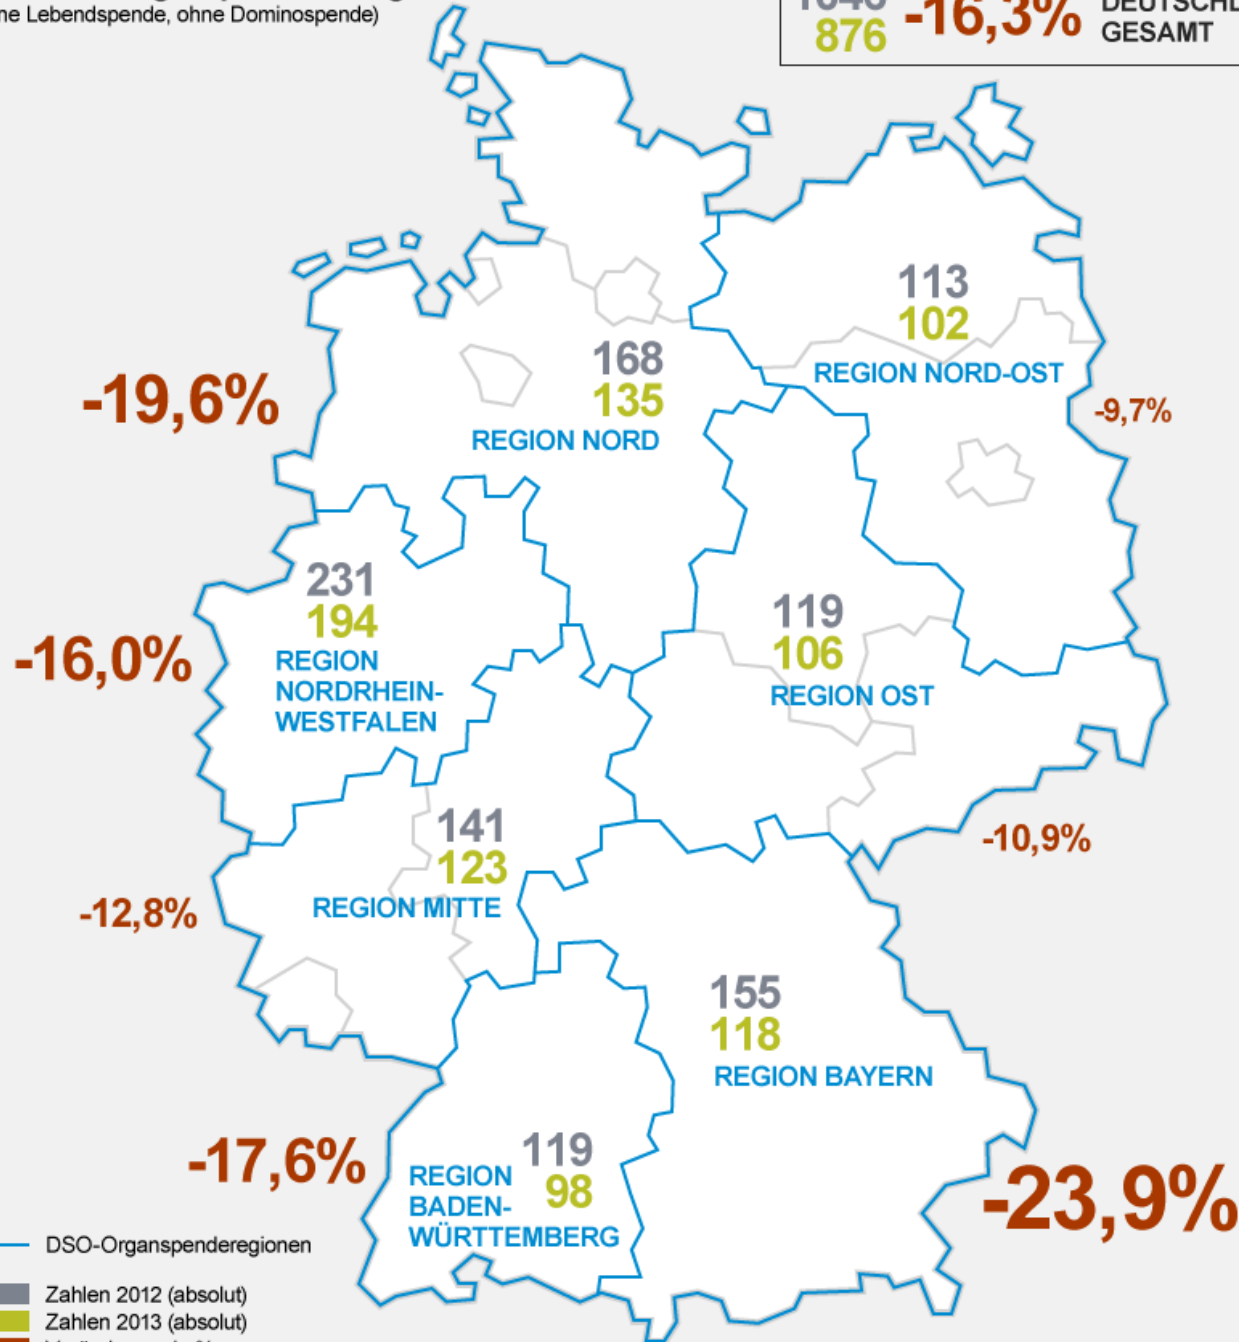 Lebendspende, ohne Dominospende)
-16,3%
876
GESAMT
113
102
REGION NORD-OST
168
135
REGION NORD
-19,6%
-9,7%
231
194
REGION
NORDRHEIN-
WESTFALEN
-16,0%
119
106
REGION OST
141
123
REGION MITTE
-10,9%
-12,8%
155
118
REGION BAYERN
119
98
REGION
BADEN-
WÜRTTEMBERG
-17,6%
-23,9%
DSO-Organspenderegionen
Zahlen 2012 (absolut)
Zahlen 2013 (absolut)